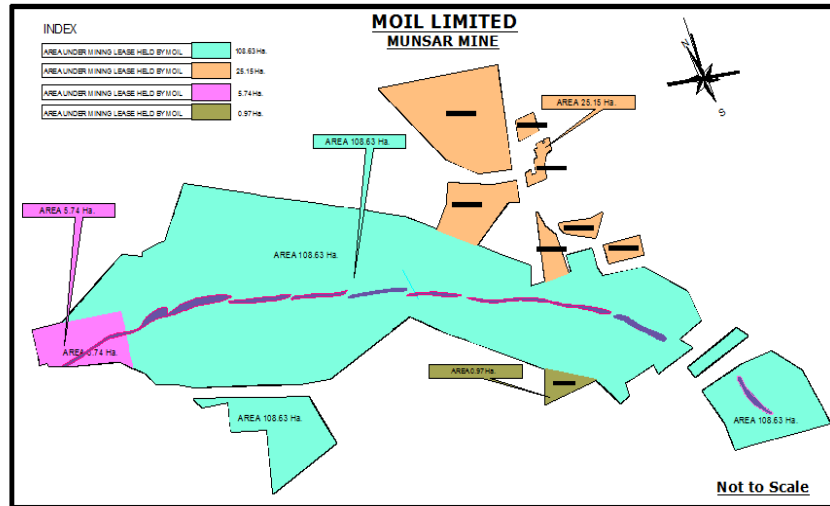 MOIL LIMITED
MUNSAR MINE
INDEX
AREA UNDER MINING LEASE HELD BY MOIL 108.63 Ha.
AREA UNDER MINING LEASE HELD BY MOIL 25.15 Ha.
AREA UNDER MINING LEASE HELD BY MOIL 5.74 Ha.
AREA UNDER MINING LEASE HELD BY MOIL 0.97 Ha.
N
S
AREA 25.15 Ha.
AREA 108.63 Ha.
AREA 5.74 Ha.
AREA 108.63 Ha.
AREA 5.74 Ha.
AREA 0.97 Ha.
AREA 108.63 Ha.
AREA 108.63 Ha.
Not to Scale